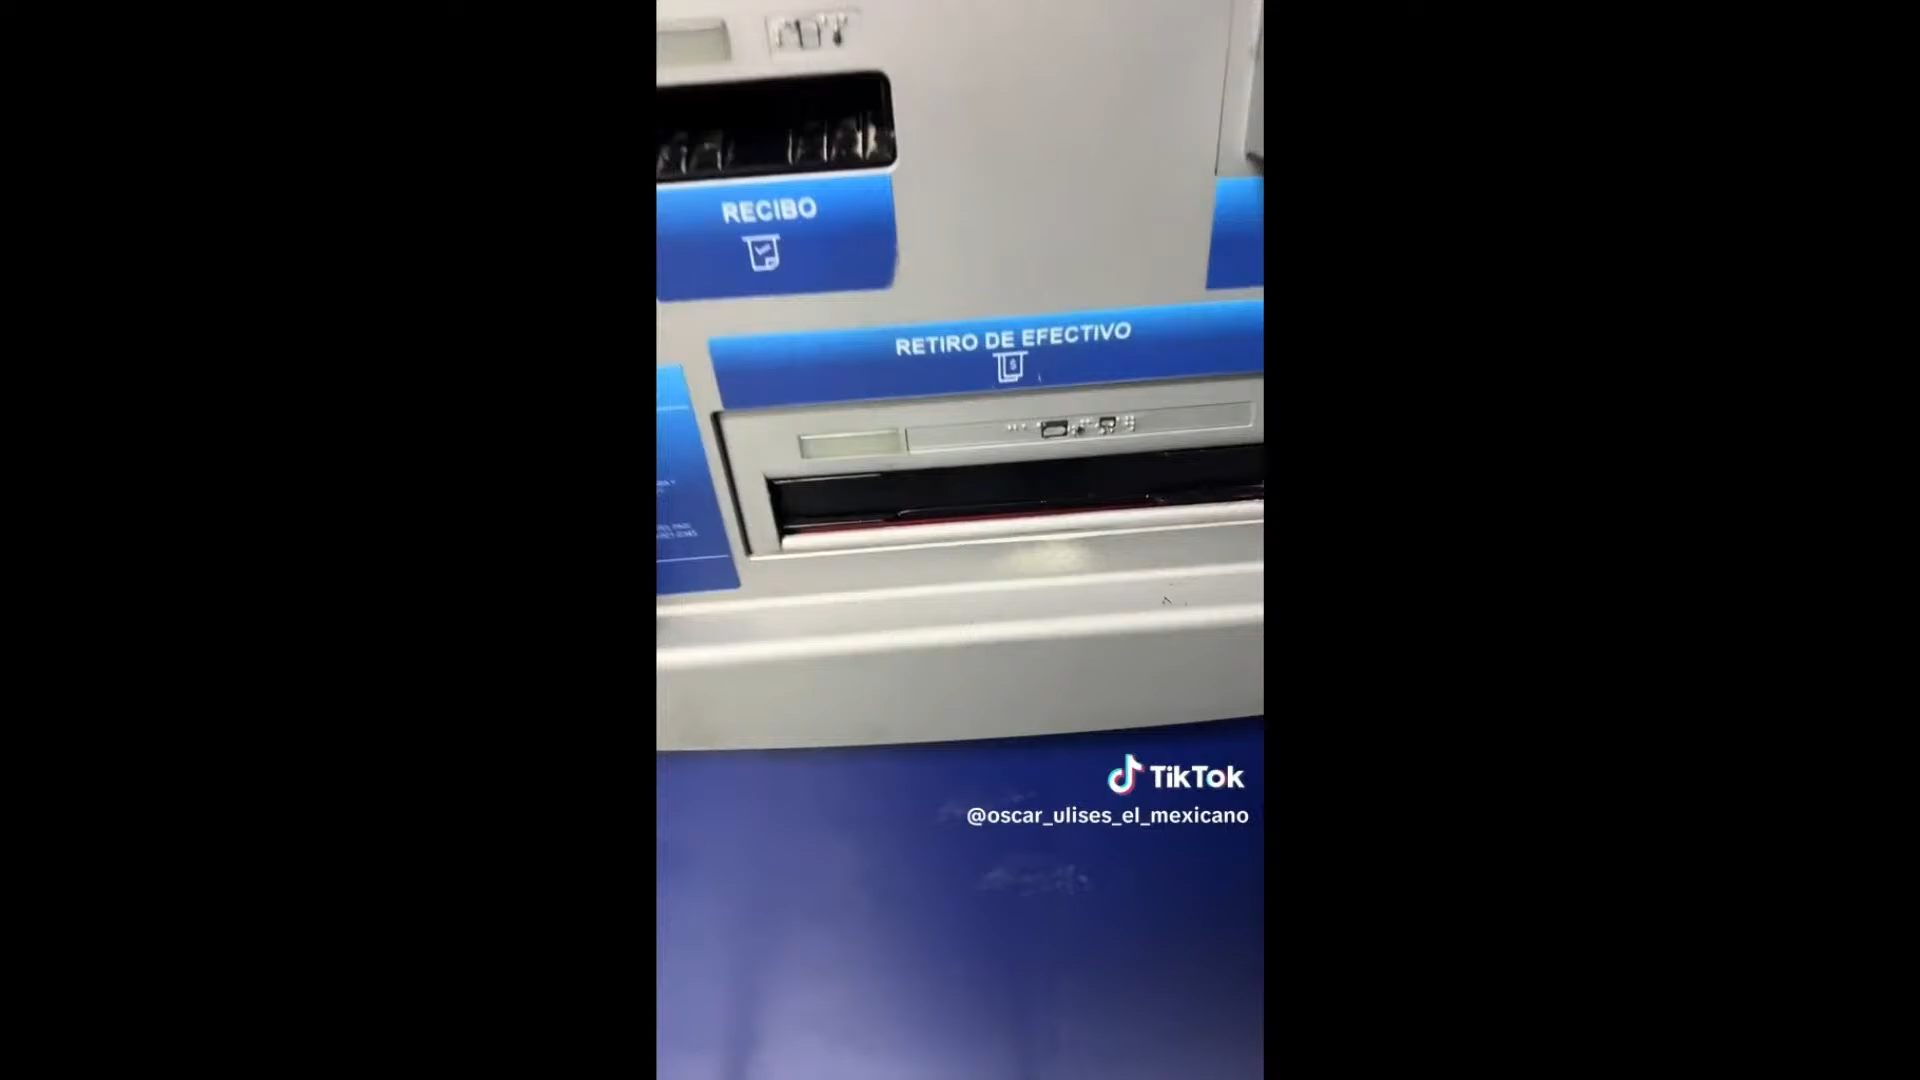 RECIBO
RETIRO DE EFECTIVO
$
TikTok
@oscar_ulises_el_mexicano